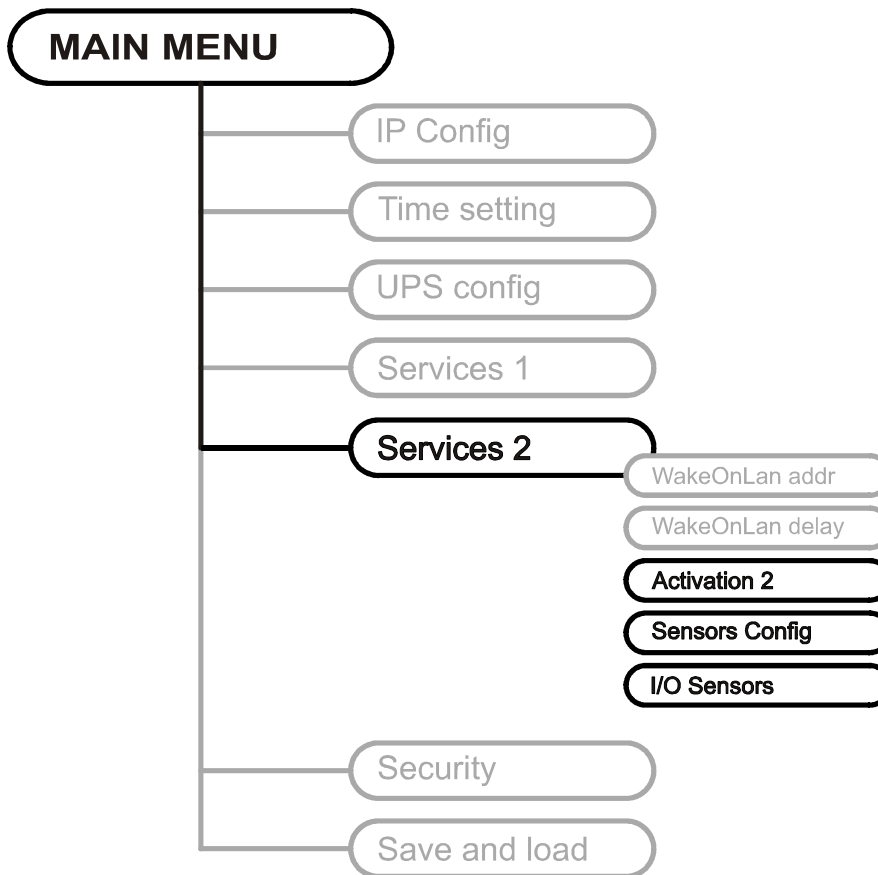 MAIN MENU
IP Config
Time setting
UPS config
Services 1
Services 2
WakeOnLan addr
WakeOnLan delay
Activation 2
Sensors Config
I/O Sensors
Security
Save and load